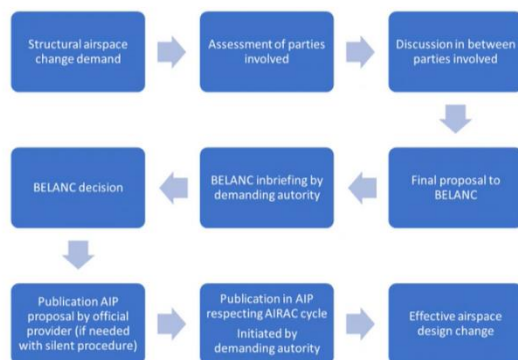 Structural airspace
change demand
Assessment of parties
involved
Discussion in between
parties involved
Final proposal to
BELANC
BELANC inbriefing by
demanding autority
BELANC decision
Publication AIP
proposal by official
provider (if needed
with silent procedure)
Publication in AIP
respecting AIRAC cycle
Initiated by
demanding autority
Effective airspace
design change